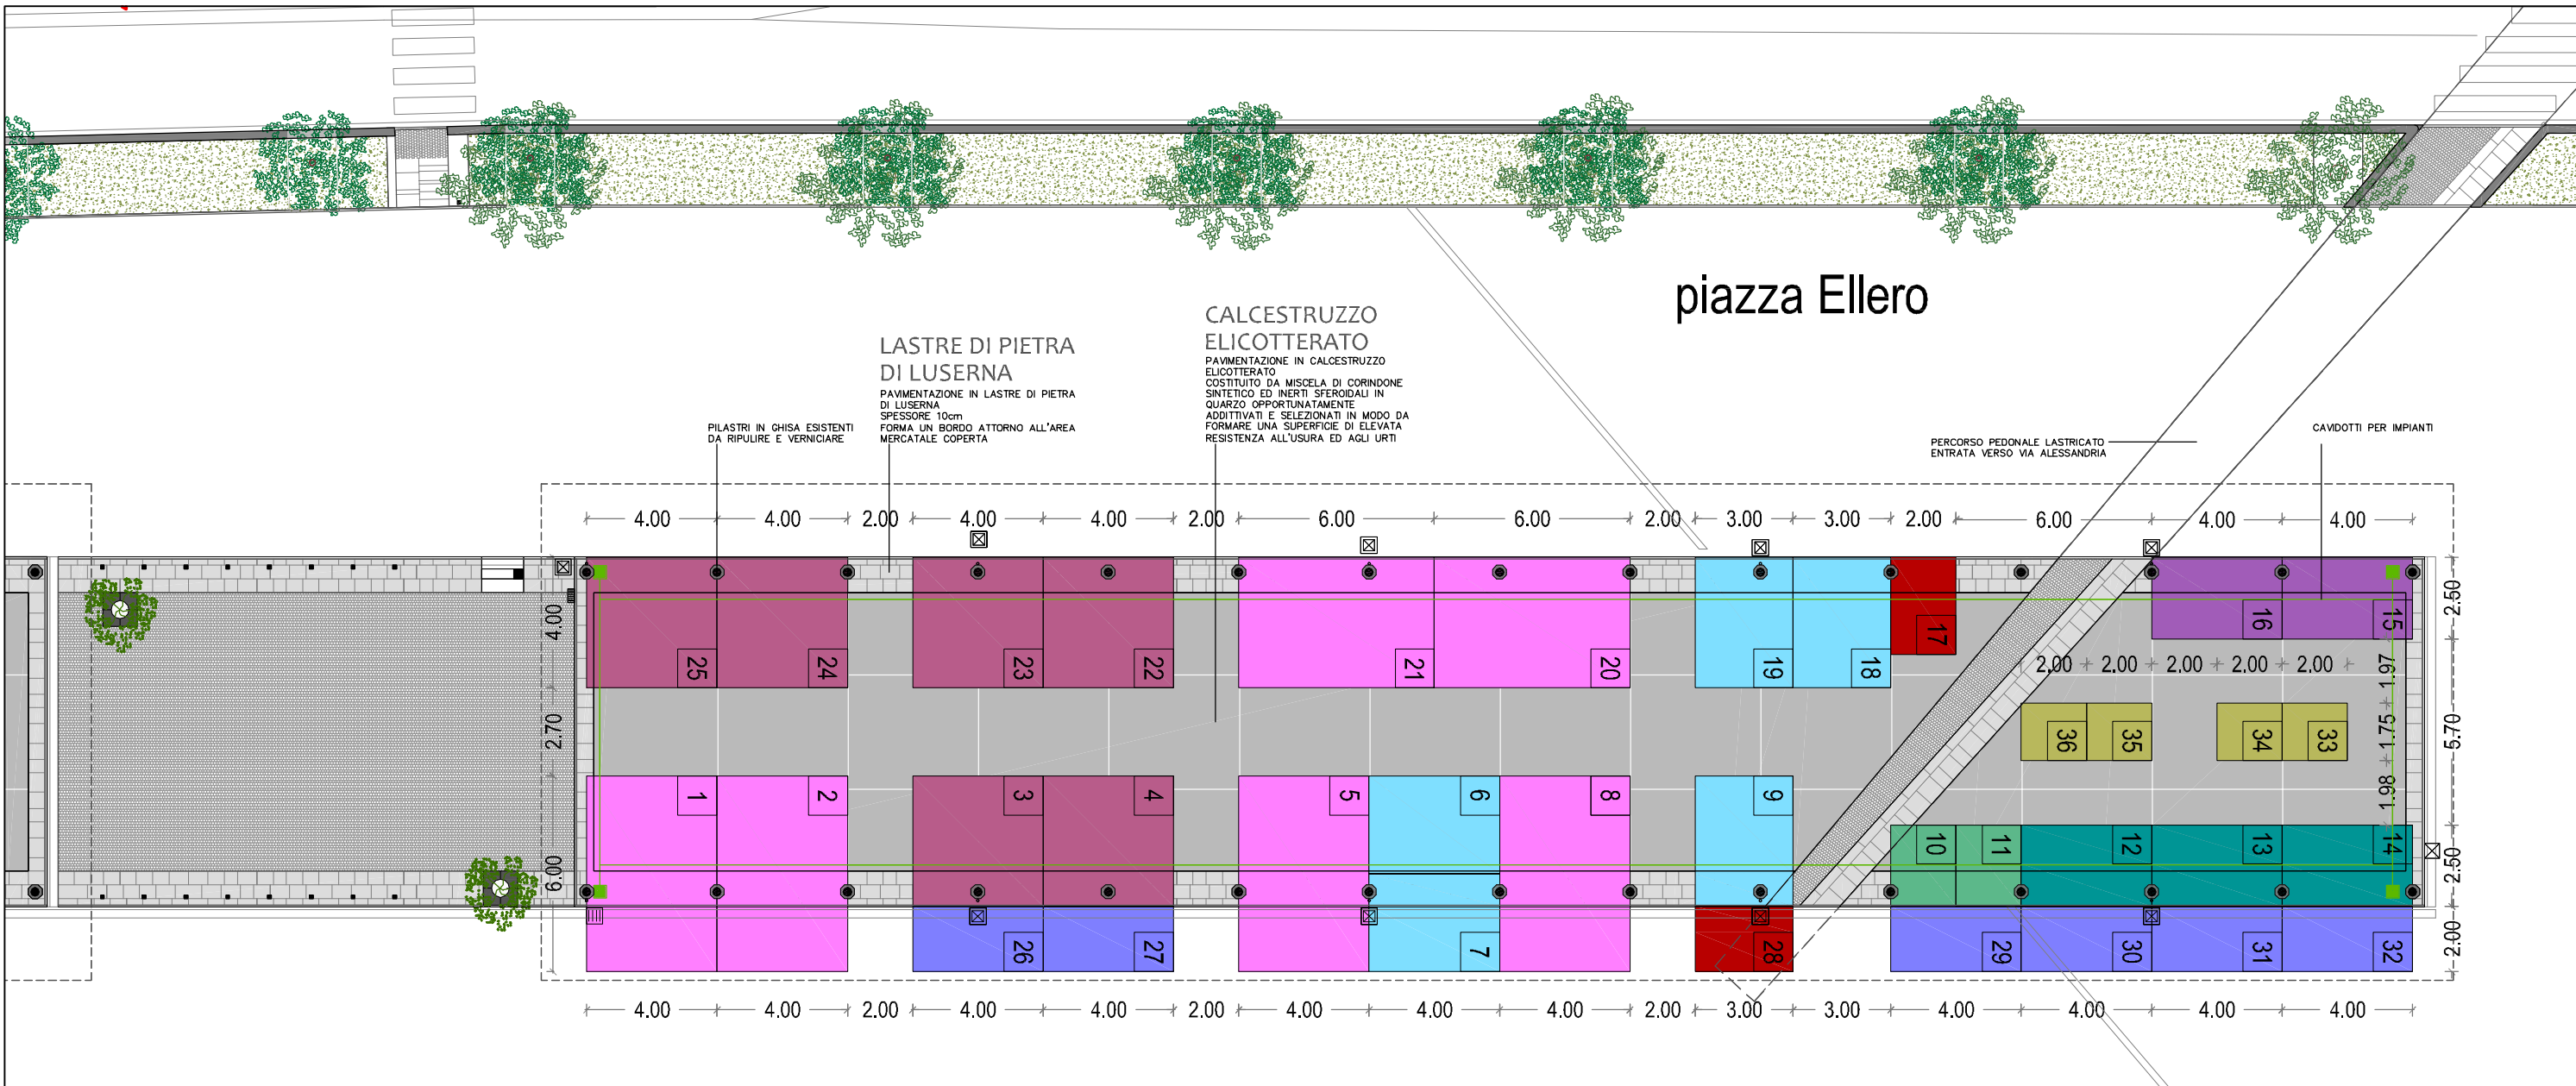 piazza Ellero
LASTRE DI PIETRA
DI LUSERNA
PAVIMENTAZIONE IN LASTRE DI PIETRA
DI LUSERNA
SPESSORE 10cm
FORMA UN BORDO ATTORNO ALL'AREA
MERCATALE COPERTA
CALCESTRUZZO
ELICOTTERATO
PAVIMENTAZIONE IN CALCESTRUZZO
ELICOTTERATO
COSTITUITO DA MISCELA DI CORINDONE
SINTETICO ED INERTI SFEROIDALI IN
QUARZO OPPORTUNATAMENTE
ADDITTIVATI E SELEZIONATI IN MODO DA
FORMARE UNA SUPERFICIE DI ELEVATA
RESISTENZA ALL'USURA ED AGLI URTI
PILASTRI IN GHISA ESISTENTI
DA RIPULIRE E VERNICIARE
PERCORSO PEDONALE LASTRICATO
ENTRATA VERSO VIA ALESSANDRIA
CAVIDOTTI PER IMPIANTI
4.00 4.00 2.00 4.00 4.00 2.00 6.00 6.00 2.00 3.00 3.00 2.00 6.00 4.00 4.00
4.00
2.70
6.00
25 24 23 22 21 20 19 18 17 16 15
2.00 2.00 2.00 2.00 2.00
1.67
1.75
1.98
2.50
5.70
2.50
2.00
36 35 34 33
1 2 3 4 5 6 8 9 10 11 12 13 14
26 27 7 28 29 30 31 32
4.00 4.00 2.00 4.00 4.00 2.00 4.00 4.00 4.00 2.00 3.00 3.00 4.00 4.00 4.00 4.00